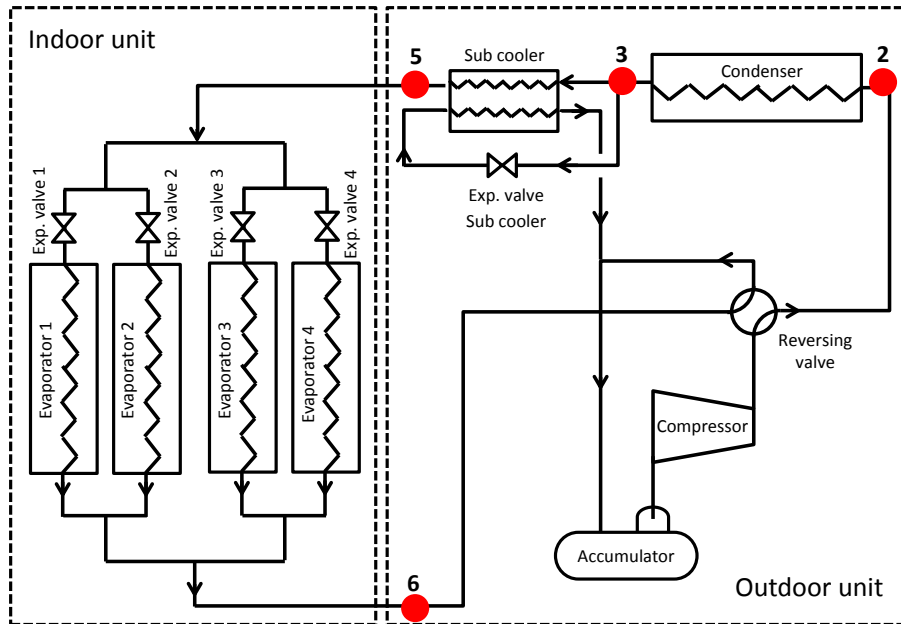 Indoor unit
5
Sub cooler
3
Condenser
2
Exp. valve 1
Exp. valve 2
Exp. valve 3
Exp. valve 4
Exp. valve
Sub cooler
Evaporator 1
Evaporator 2
Evaporator 3
Evaporator 4
Reversing
valve
Compressor
Accumulator
6
Outdoor unit